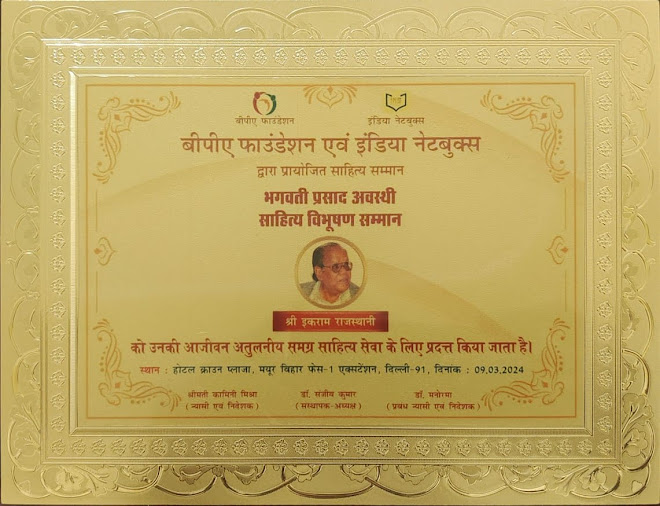 बीपीए फाउंडेशन
इंडिया नेटबुक्स
बीपीए फाउंडेशन एवं इंडिया नेटबुक्स
द्वारा प्रायोजित साहित्य सम्मान
भगवती प्रसाद अवस्थी
साहित्य विभूषण सम्मान
श्री इकराम राजस्थानी
को उनकी आजीवन अतुलनीय समग्र साहित्य सेवा के लिए प्रदत्त किया जाता है।
स्थान : होटल क्राउन प्लाजा, मयूर विहार फेस-1 एक्सटेंशन, दिल्ली-91, दिनांक : 09.03.2024
श्रीमती कामिनी मिश्रा
डॉ. संजीव कुमार
डॉ. मनोरमा
( न्यासी एवं निदेशक )
( संस्थापक-अध्यक्ष )
( प्रबंध न्यासी एवं निदेशक )